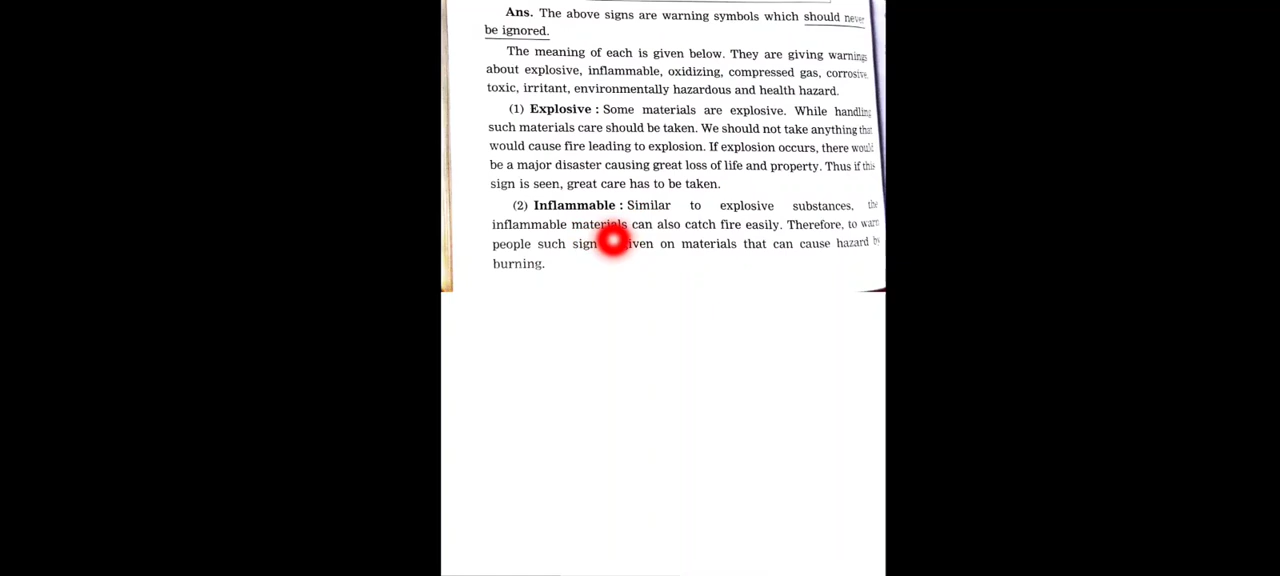 Ans. The above signs are warning symbols which should never
be ignored.
The meaning of each is given below. They are giving warnings
about explosive, inflammable, oxidizing, compressed gas, corrosive,
toxic, irritant, environmentally hazardous and health hazard.
(1) Explosive : Some materials are explosive. While handling
such materials care should be taken. We should not take anything that
would cause fire leading to explosion. If explosion occurs, there would
be a major disaster causing great loss of life and property. Thus if this
sign is seen, great care has to be taken.
(2) Inflammable : Similar to explosive substances, the
inflammable materials can also catch fire easily. Therefore, to warn
people such sign on materials that can cause hazard by
burning.